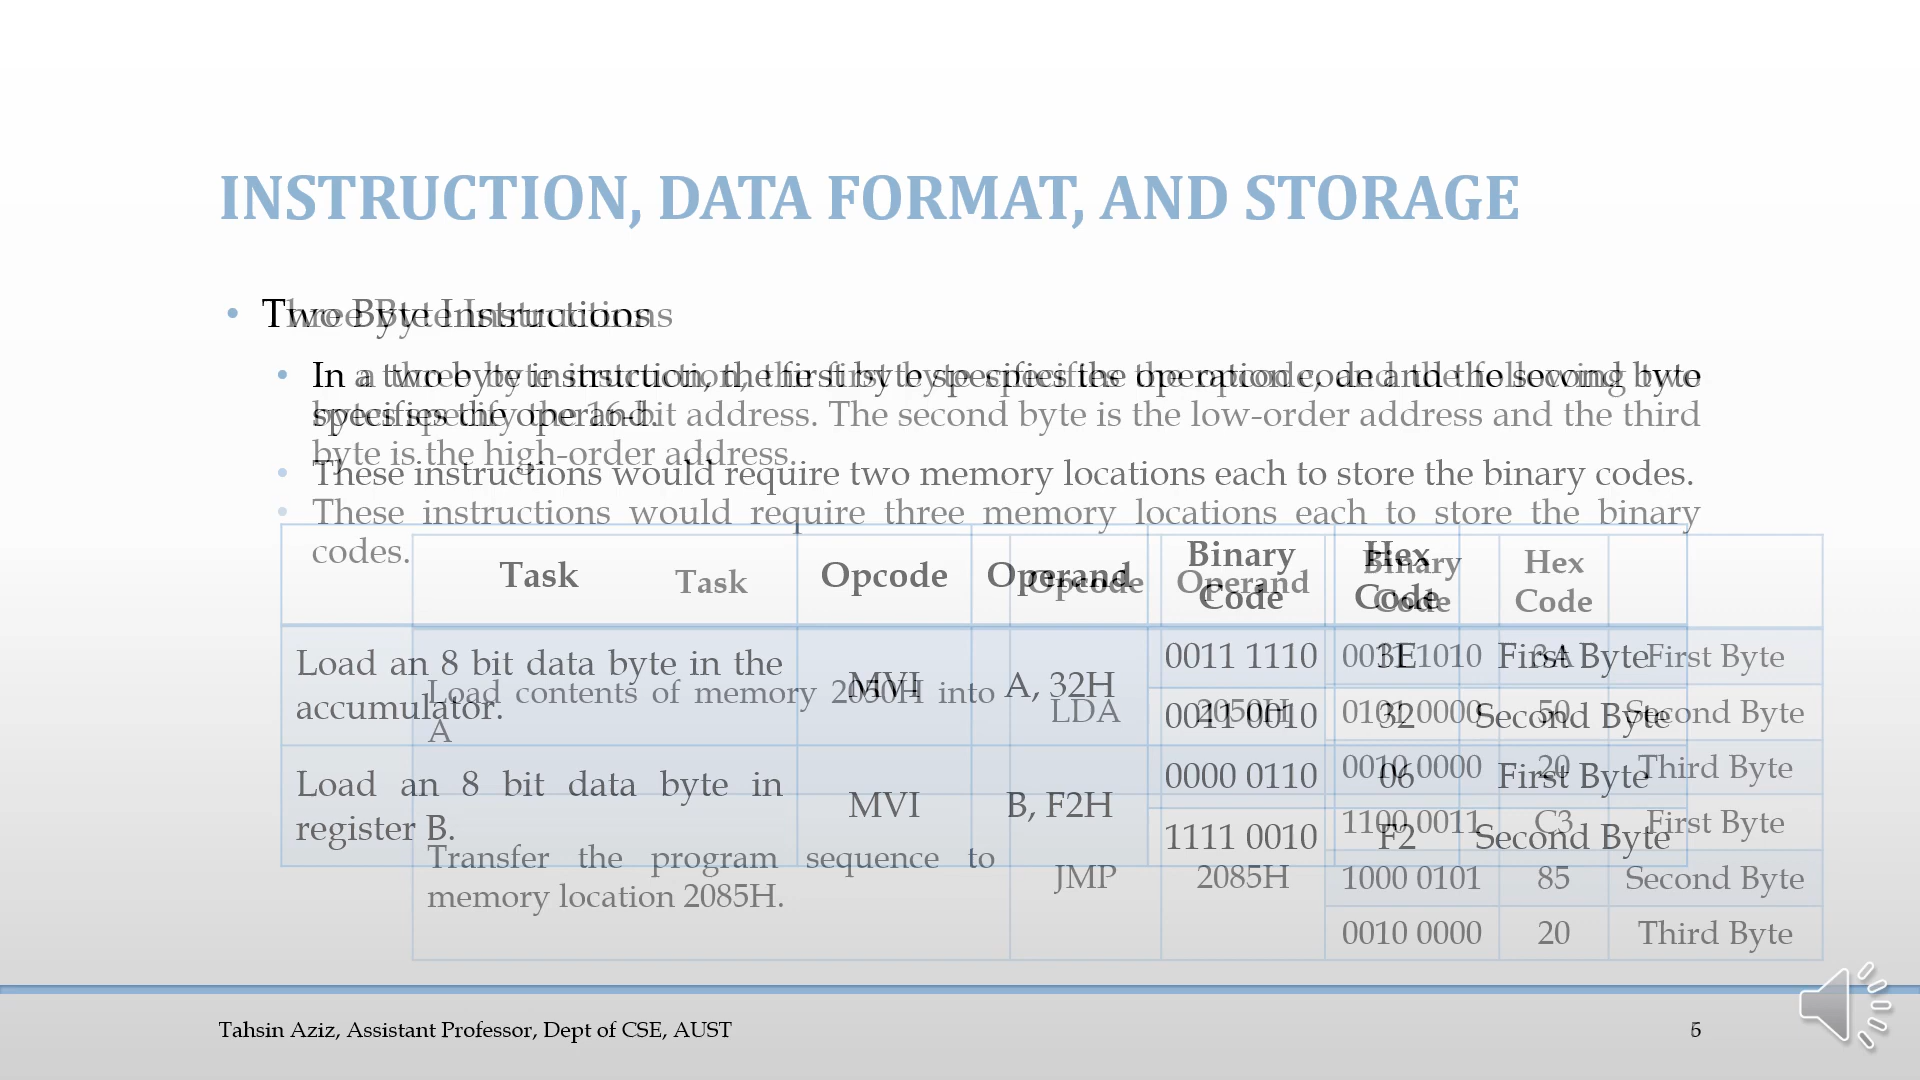 INSTRUCTION, DATA FORMAT, AND STORAGE
• Two Byte Instructions
• In a two byte instruction, the first byte specifies the operation code and the second byte
specifies the operand.
• These instructions would require two memory locations each to store the binary codes.
Task Opcode Operand Binary Code Hex Code
Load an 8 bit data byte in the
accumulator.
MVI A, 32H
0011 1110 3E First Byte
0011 0010 32 Second Byte
Load an 8 bit data byte in
register B.
MVI B, F2H
0000 0110 06 First Byte
1111 0010 F2 Second Byte
• Three Byte Instructions
• In a three byte instruction, the first byte specifies the opcode, and the following two
bytes specify the 16-bit address. The second byte is the low-order address and the third
byte is the high-order address.
• These instructions would require three memory locations each to store the binary
codes.
Task Opcode Operand Binary Code Hex Code
Load contents of memory 2050H into
A
LDA 2050H
0011 1010 3A First Byte
0101 0000 50 Second Byte
0010 0000 20 Third Byte
Transfer the program sequence to
memory location 2085H.
JMP 2085H
1100 0011 C3 First Byte
1000 0101 85 Second Byte
0010 0000 20 Third Byte
Tahsin Aziz, Assistant Professor, Dept of CSE, AUST